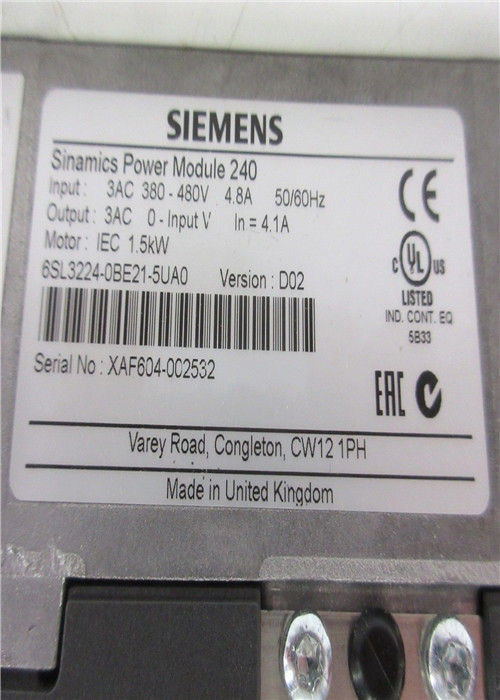 SIEMENS
Sinamics Power Module 240
Input : 3AC 380 - 480V 4.8A 50/60Hz
Output : 3AC 0 - Input V In = 4.1A
Motor : IEC 1.5kW
6SL3224-0BE21-5UA0 Version : D02
CE
C UL US
LISTED
IND. CONT. EQ
5B33
Serial No : XAF604-002532
EAC
Varey Road, Congleton, CW12 1PH
Made in United Kingdom